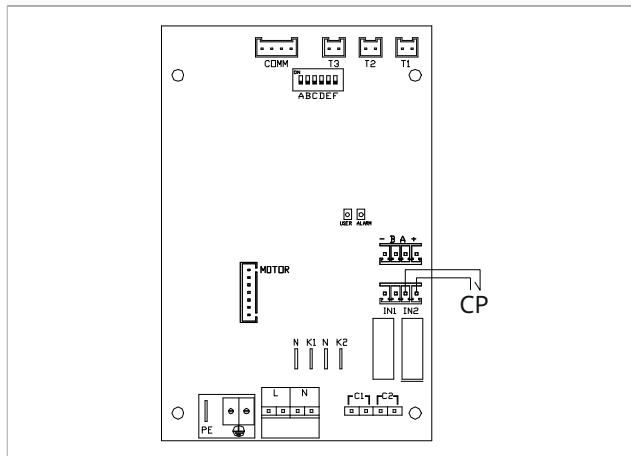 COMM T3 T2 T1
ON
ABCDEF
USER ALARM
- B A +
MOTOR
IN1 IN2
CP
N K1 N K2
L N
C1 C2
PE